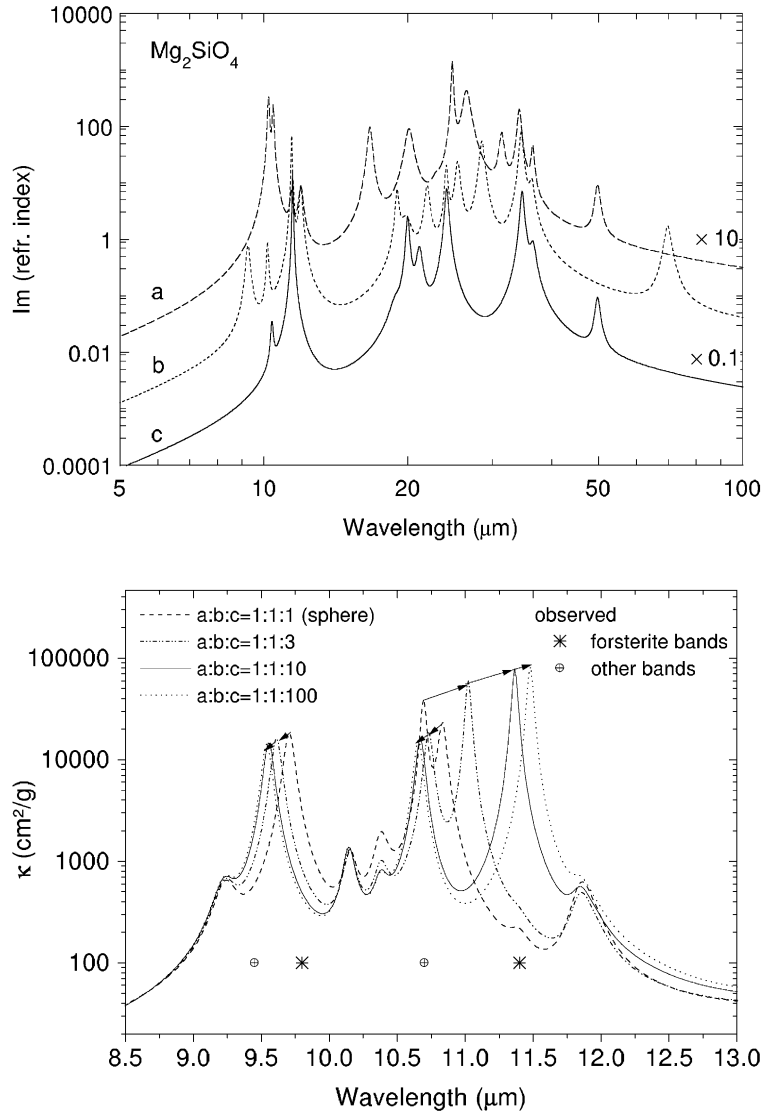 10000
100
1
0.01
0.0001
Im (refr. index)
Mg₂SiO₄
a
b
c
× 10
× 0.1
5 10 20 50 100
Wavelength (μm)
a:b:c=1:1:1 (sphere)
a:b:c=1:1:3
a:b:c=1:1:10
a:b:c=1:1:100
observed
forsterite bands
other bands
100000
10000
1000
100
κ (cm²/g)
8.5 9.0 9.5 10.0 10.5 11.0 11.5 12.0 12.5 13.0
Wavelength (μm)